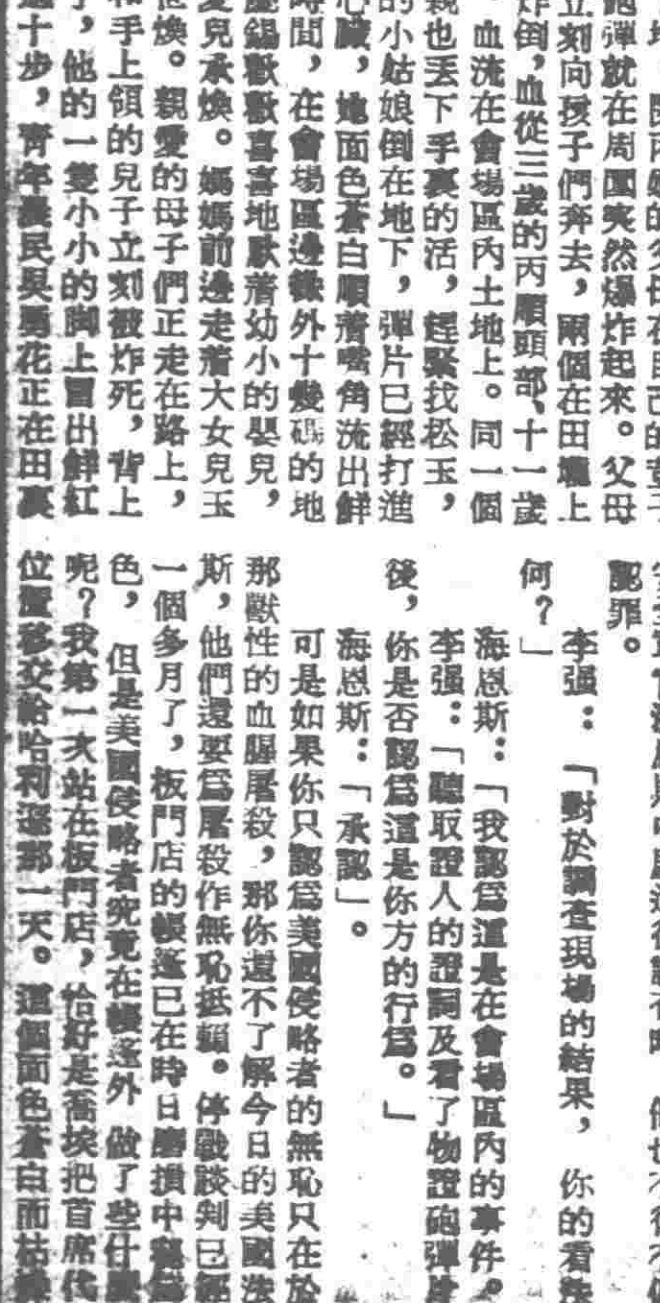 炮彈就在周圍突然爆炸起來。父母
立刻向孩子們奔去，兩個在田壟上
炸倒，血從三歲的丙順頭部、十一歲
血流在會場區內土地上。同一個
親也丟下手裏的活，趕緊找松玉，
的小姑娘倒在地下，彈片已經打進
心臟，她面色蒼白順着嘴角流出鮮
時間，在會場區邊緣外十幾碼的地
錫歡歡喜喜地馱着幼小的嬰兒，
愛兒承煥。媽媽前邊走着大女兒玉
煥。親愛的母子們正走在路上，
和手上領的兒子立刻被炸死，背上
，他的一隻小小的脚上冒出鮮紅
十步，青年農民吳勇花正在田裏
認罪。
李强：「對於調查現場的結果，你的看法
何？」
海恩斯：「我認爲這是在會場區內的事件。
李强：「聽取證人的證詞及看了物證砲彈片
後，你是否認爲這是你方的行爲。」
海恩斯：「承認」。
可是如果你只認爲美國侵略者的無恥只在於
那獸性的血腥屠殺，那你還不了解今日的美國法
斯，他們還要爲屠殺作無恥抵賴。停戰談判已經
一個多月了，板門店的帳篷已在時日磨損中
色，但是美國侵略者究竟在帳篷外做了些什麼
呢？我第一次站在板門店，恰好是喬埃把首席代
位置移交給哈利遜那一天。這個面色蒼白而枯